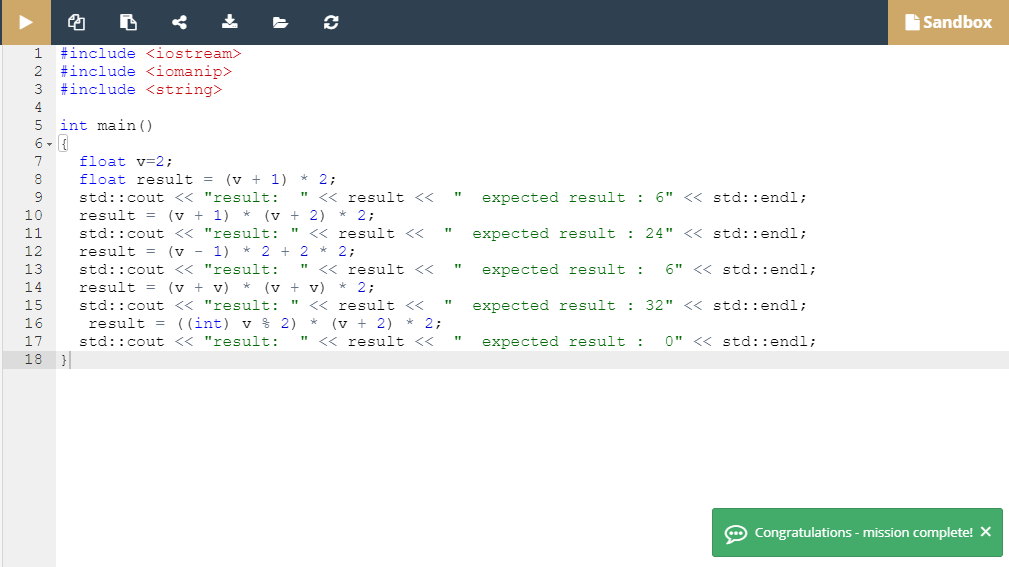 Sandbox
1 #include <iostream>
2 #include <iomanip>
3 #include <string>
4
5 int main()
6 {
7   float v=2;
8   float result = (v + 1) * 2;
9   std::cout << "result:  " << result <<  "  expected result : 6" << std::endl;
10   result = (v + 1) * (v + 2) * 2;
11   std::cout << "result: " << result <<  "  expected result : 24" << std::endl;
12   result = (v - 1) * 2 + 2 * 2;
13   std::cout << "result:  " << result <<  "  expected result :  6" << std::endl;
14   result = (v + v) * (v + v) * 2;
15   std::cout << "result: " << result <<  "  expected result : 32" << std::endl;
16    result = ((int) v % 2) * (v + 2) * 2;
17   std::cout << "result:  " << result <<  "  expected result :  0" << std::endl;
18 }
Congratulations - mission complete! ×